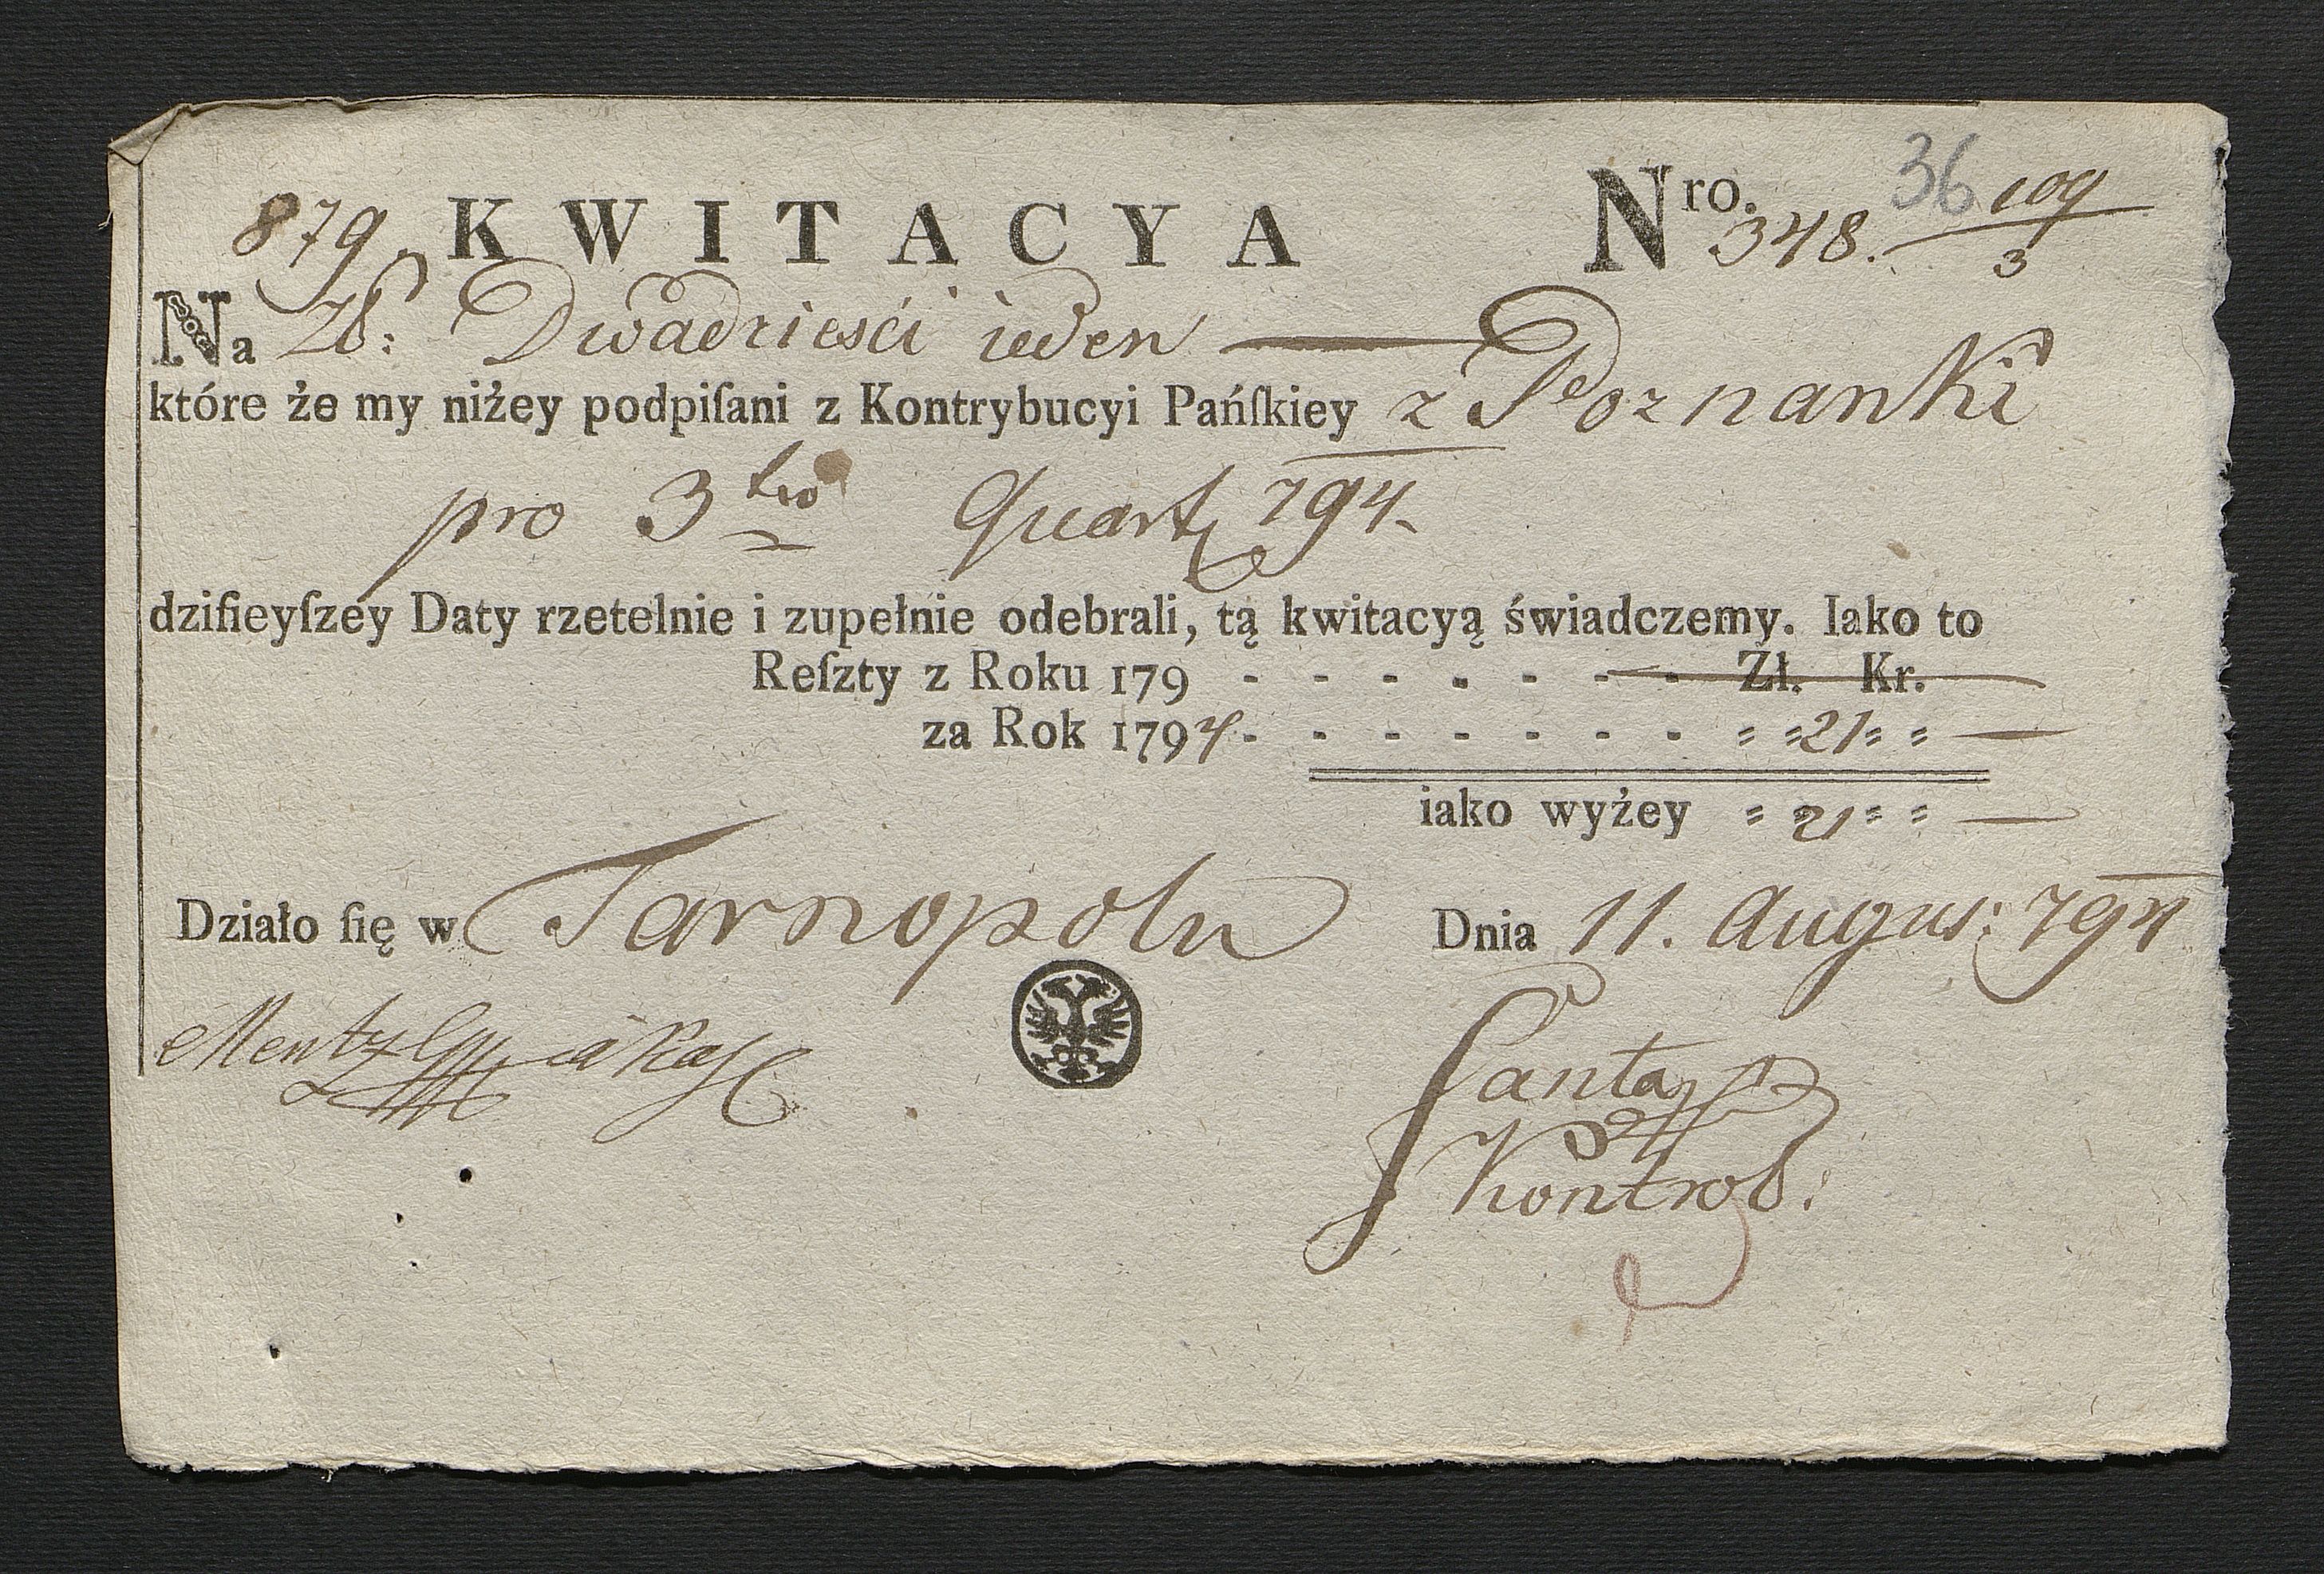 36
879. KWITACYA Nro. 348. 109/3
Na Zł: Dwadzieści ieden
które że my niżey podpiſani z Kontrybucyi Pańſkiey z Poznanki
pro 3tio Quart 794.
dziſieyſzey Daty rzetelnie i zupełnie odebrali, tą kwitacyą świadczemy. Iako to
Reſzty z Roku 179 - - - - - - - Zł. Kr.
za Rok 1794. - - - - - - - " " 21 " " —
iako wyżey " " 21 " " —
Działo ſię w Tarnopolu Dnia 11. Augus: 794
Kontrol: